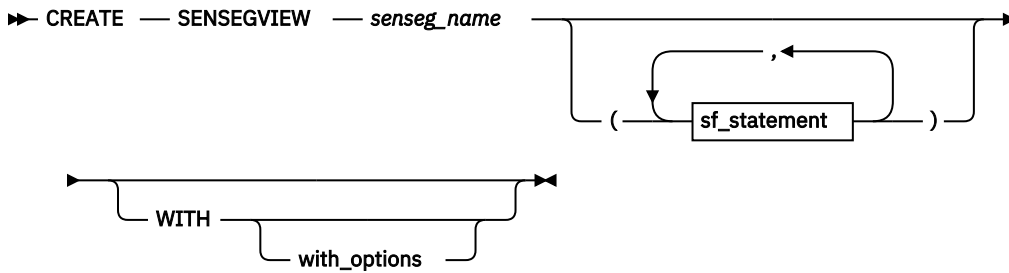 CREATE SENSEGVIEW senseg_name
,
( sf_statement )
WITH
with_options